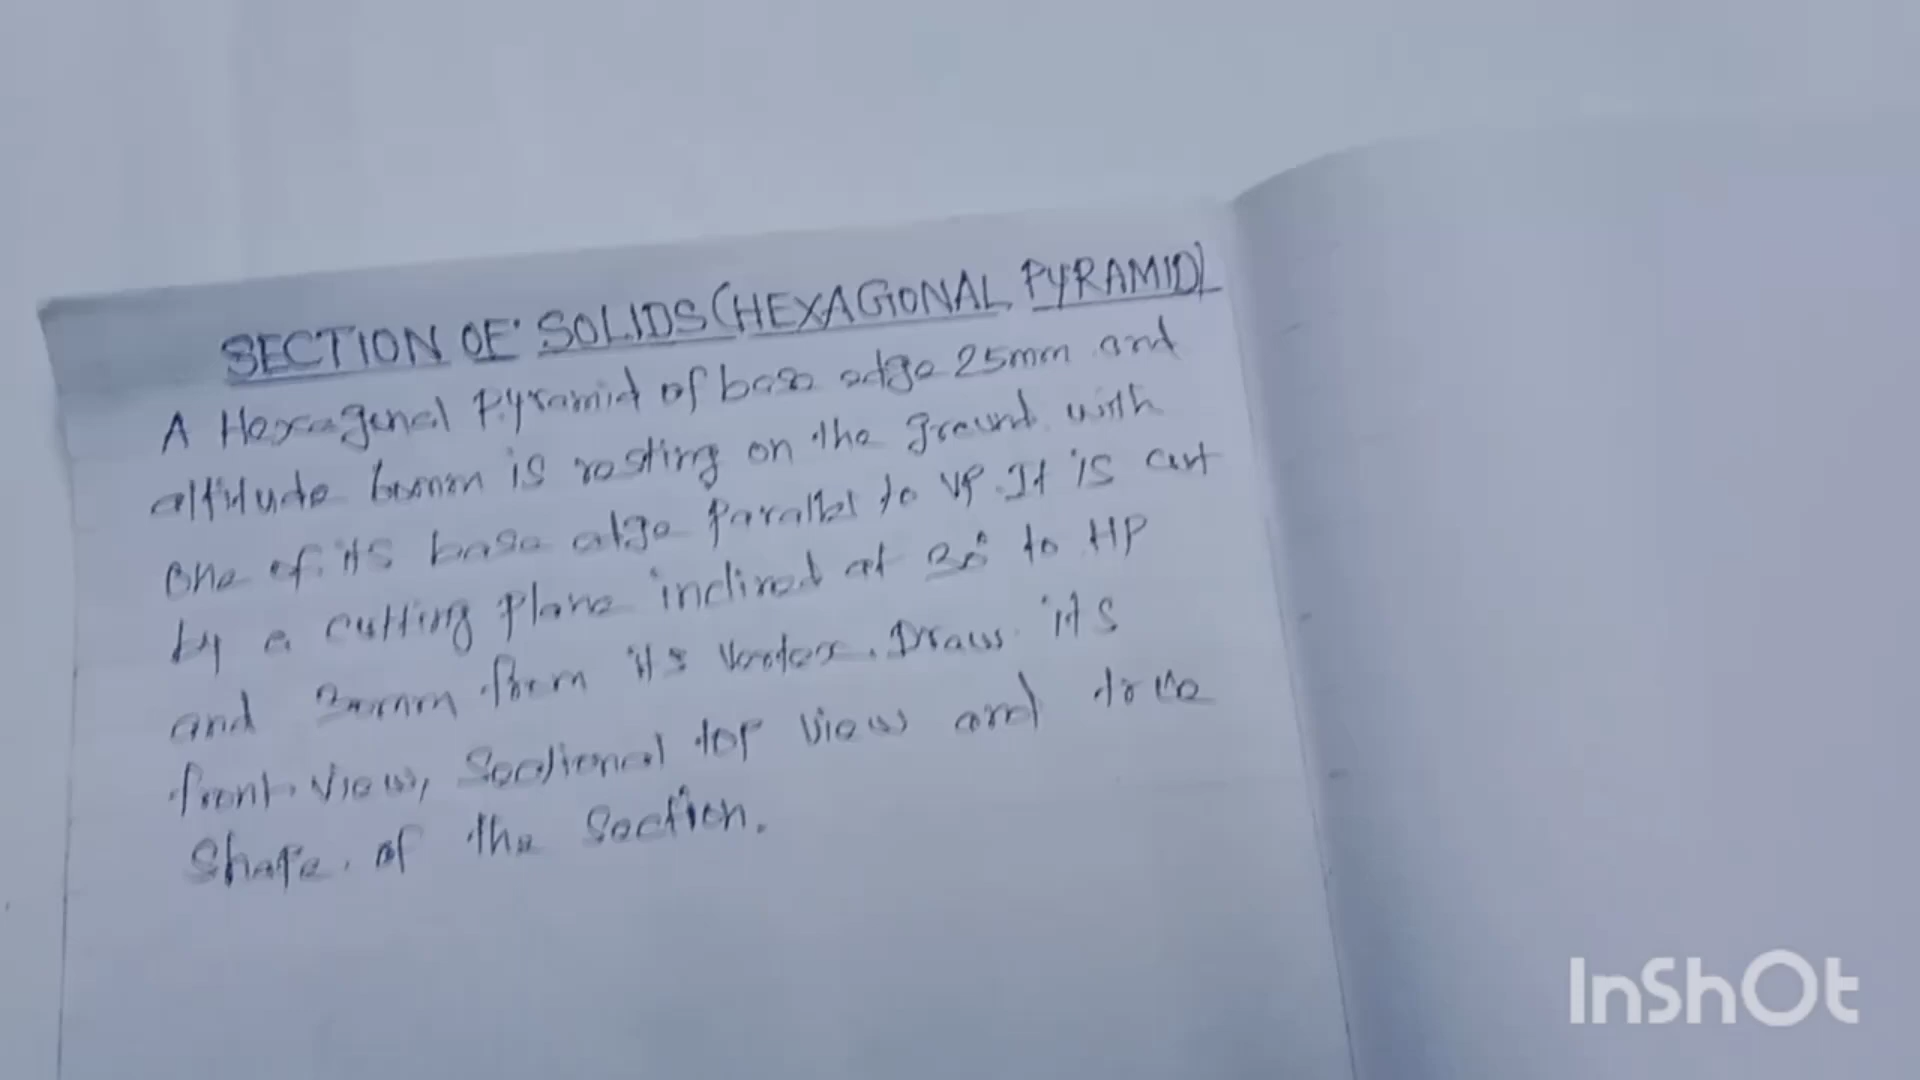 SECTION OF SOLIDS (HEXAGONAL PYRAMID)
A Hexagonal Pyramid of base edge 25mm and
altitude 60mm is resting on the ground with
one of its base edge Parallel to VP. It is cut
by a cutting Plane inclined at 30° to HP
and 30mm from its Vertex. Draw its
front View, Sectional top View and true
Shape of the Section.
InShOt